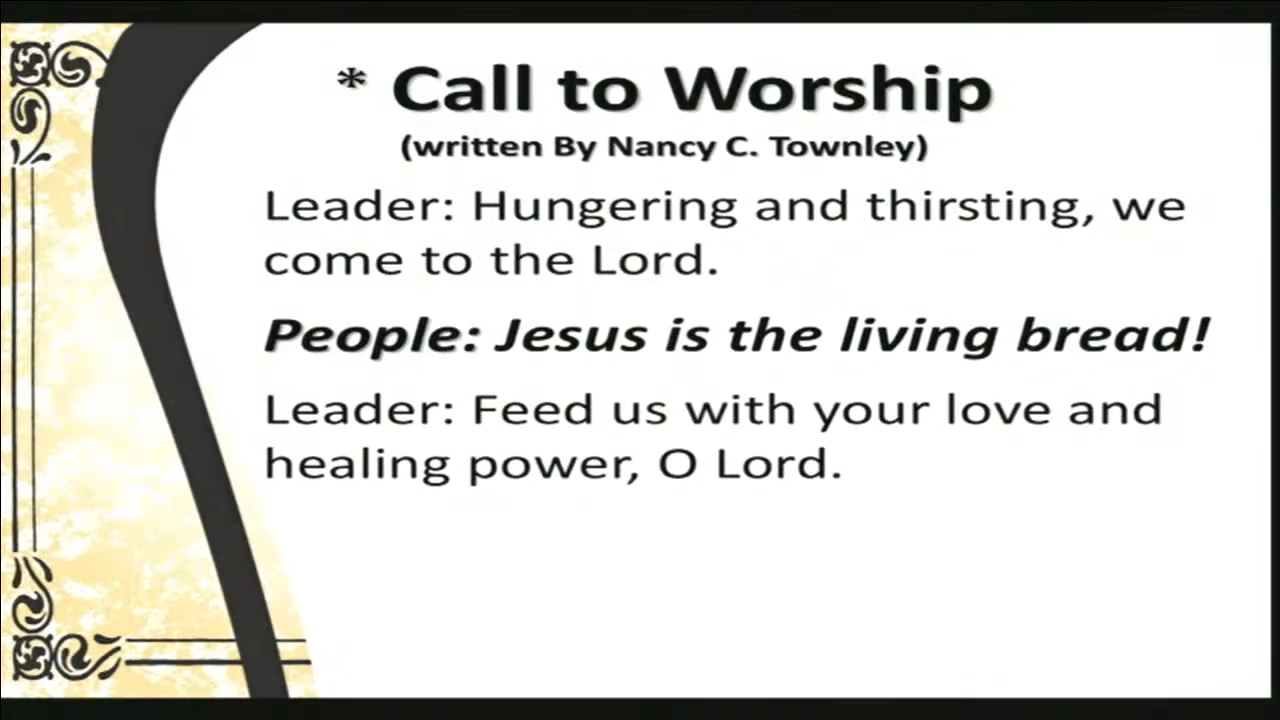 * Call to Worship
(written By Nancy C. Townley)
Leader: Hungering and thirsting, we
come to the Lord.
People: Jesus is the living bread!
Leader: Feed us with your love and
healing power, O Lord.